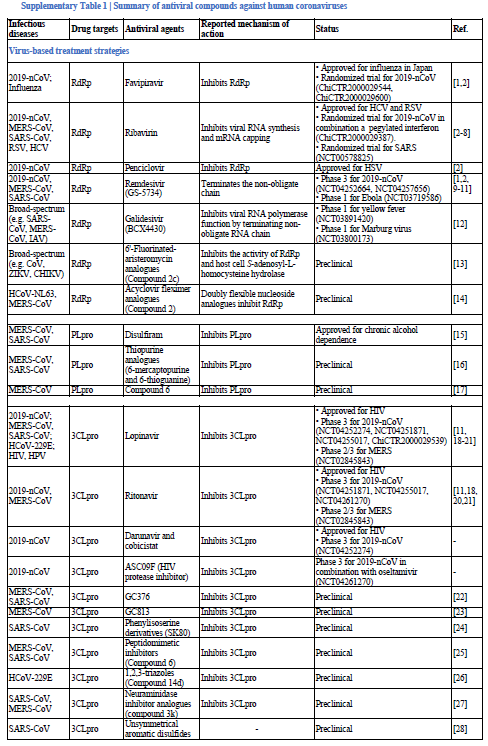 Supplementary Table 1 | Summary of antiviral compounds against human coronaviruses
Infectious diseases | Drug targets | Antiviral agents | Reported mechanism of action | Status | Ref.
Virus-based treatment strategies
2019-nCoV; Influenza | RdRp | Favipiravir | Inhibits RdRp | • Approved for influenza in Japan • Randomized trial for 2019-nCoV (ChiCTR2000029544, ChiCTR2000029600) | [1,2]
2019-nCoV, MERS-CoV, SARS-CoV, RSV, HCV | RdRp | Ribavirin | Inhibits viral RNA synthesis and mRNA capping | • Approved for HCV and RSV • Randomized trial for 2019-nCoV in combination a pegylated interferon (ChiCTR2000029387). • Randomized trial for SARS (NCT00578825) | [2-8]
2019-nCoV | RdRp | Penciclovir | Inhibits RdRp | Approved for HSV | [2]
2019-nCoV, MERS-CoV, SARS-CoV | RdRp | Remdesivir (GS-5734) | Terminates the non-obligate chain | • Phase 3 for 2019-nCoV (NCT04252664, NCT04257656) • Phase 1 for Ebola (NCT03719586) | [1,2, 9-11]
Broad-spectrum (e.g. SARS-CoV, MERS-CoV, IAV) | RdRp | Galidesivir (BCX4430) | Inhibits viral RNA polymerase function by terminating non-obligate RNA chain | • Phase 1 for yellow fever (NCT03891420) • Phase 1 for Marburg virus (NCT03800173) | [12]
Broad-spectrum (e.g. CoV, ZIKV, CHIKV) | RdRp | 6'-Fluorinated-aristeromycin analogues (Compound 2c) | Inhibits the activity of RdRp and host cell S-adenosyl-L-homocysteine hydrolase | Preclinical | [13]
HCoV-NL63, MERS-CoV | RdRp | Acyclovir fleximer analogues (Compound 2) | Doubly flexible nucleoside analogues inhibit RdRp | Preclinical | [14]
MERS-CoV, SARS-CoV | PLpro | Disulfiram | Inhibits PLpro | Approved for chronic alcohol dependence | [15]
MERS-CoV, SARS-CoV | PLpro | Thiopurine analogues (6-mercaptopurine and 6-thioguanine) | Inhibits PLpro | Preclinical | [16]
MERS-CoV | PLpro | Compound 6 | Inhibits PLpro | Preclinical | [17]
2019-nCoV; MERS-CoV, SARS-CoV; HCoV-229E; HIV, HPV | 3CLpro | Lopinavir | Inhibits 3CLpro | • Approved for HIV • Phase 3 for 2019-nCoV (NCT04252274, NCT04251871, NCT04255017, ChiCTR2000029539) • Phase 2/3 for MERS (NCT02845843) | [11, 18-21]
2019-nCoV, MERS-CoV | 3CLpro | Ritonavir | Inhibits 3CLpro | • Approved for HIV • Phase 3 for 2019-nCoV (NCT04251871, NCT04255017, NCT04261270) • Phase 2/3 for MERS (NCT02845843) | [11,18, 20,21]
2019-nCoV | 3CLpro | Darunavir and cobicistat | Inhibits 3CLpro | • Approved for HIV • Phase 3 for 2019-nCoV (NCT04252274) | -
2019-nCoV | 3CLpro | ASC09F (HIV protease inhibitor) | Inhibits 3CLpro | Phase 3 for 2019-nCoV in combination with oseltamivir (NCT04261270) | -
MERS-CoV, SARS-CoV | 3CLpro | GC376 | Inhibits 3CLpro | Preclinical | [22]
MERS-CoV | 3CLpro | GC813 | Inhibits 3CLpro | Preclinical | [23]
SARS-CoV | 3CLpro | Phenylisoserine derivatives (SK80) | Inhibits 3CLpro | Preclinical | [24]
MERS-CoV, SARS-CoV | 3CLpro | Peptidomimetic inhibitors (Compound 6) | Inhibits 3CLpro | Preclinical | [25]
HCoV-229E | 3CLpro | 1,2,3-triazoles (Compound 14d) | Inhibits 3CLpro | Preclinical | [26]
SARS-CoV, MERS-CoV | 3CLpro | Neuraminidase inhibitor analogues (compound 3k) | Inhibits 3CLpro | Preclinical | [27]
SARS-CoV | 3CLpro | Unsymmetrical aromatic disulfides | - | Preclinical | [28]